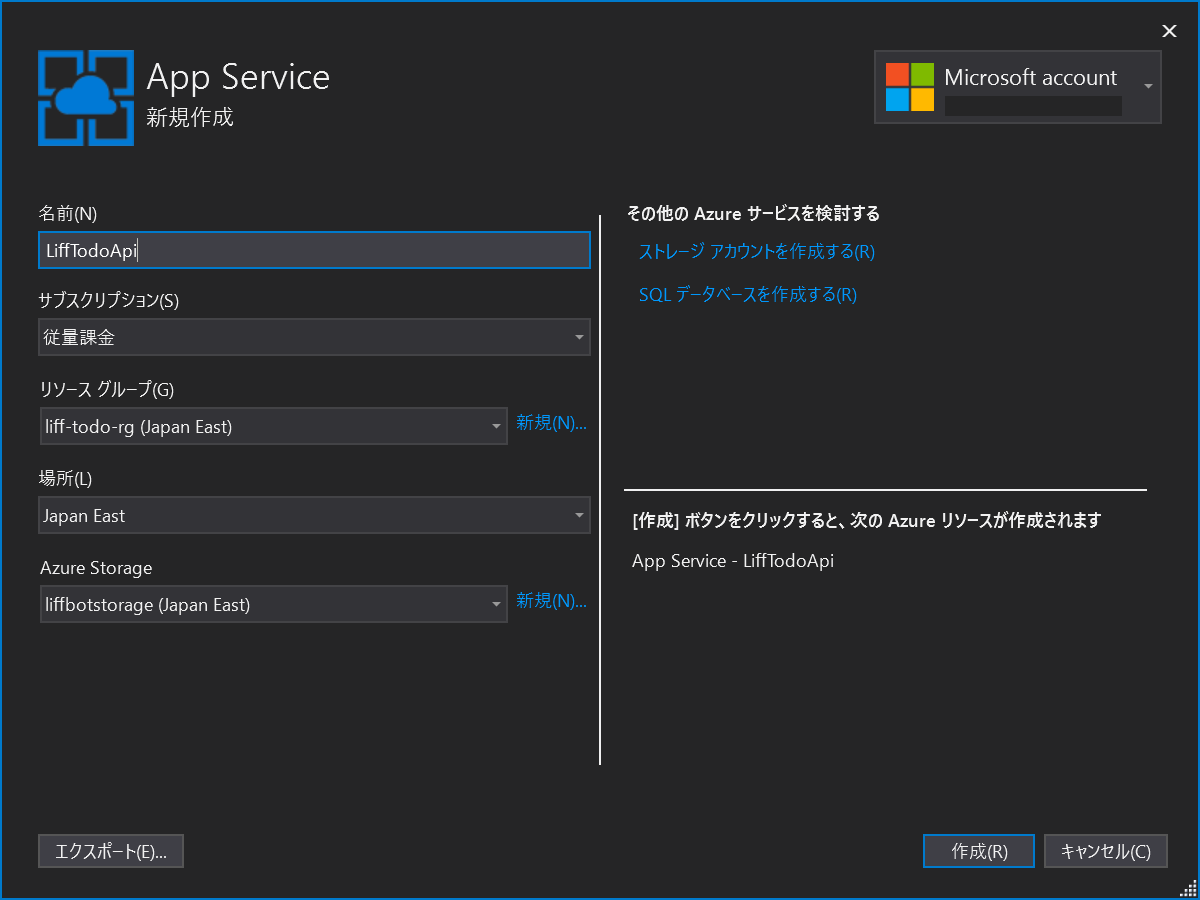 App Service
新規作成
Microsoft account
名前(N)
LiffTodoApi
サブスクリプション(S)
従量課金
リソース グループ(G)
liff-todo-rg (Japan East)
新規(N)...
場所(L)
Japan East
Azure Storage
liffbotstorage (Japan East)
新規(N)...
その他の Azure サービスを検討する
ストレージ アカウントを作成する(R)
SQL データベースを作成する(R)
[作成] ボタンをクリックすると、次の Azure リソースが作成されます
App Service - LiffTodoApi
エクスポート(E)...
作成(R)
キャンセル(C)